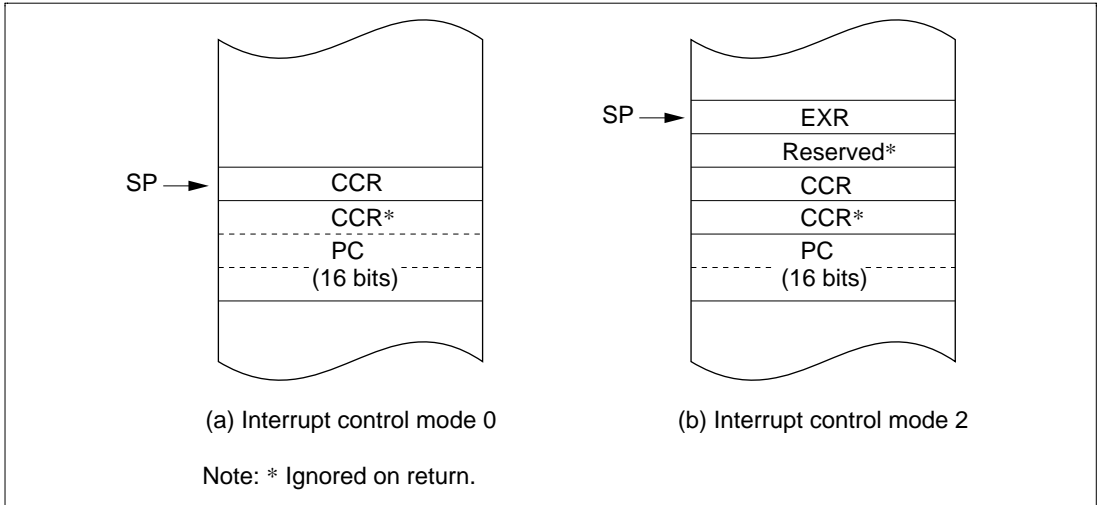 SP
CCR
CCR*
PC
(16 bits)
(a) Interrupt control mode 0
SP
EXR
Reserved*
CCR
CCR*
PC
(16 bits)
(b) Interrupt control mode 2
Note: * Ignored on return.